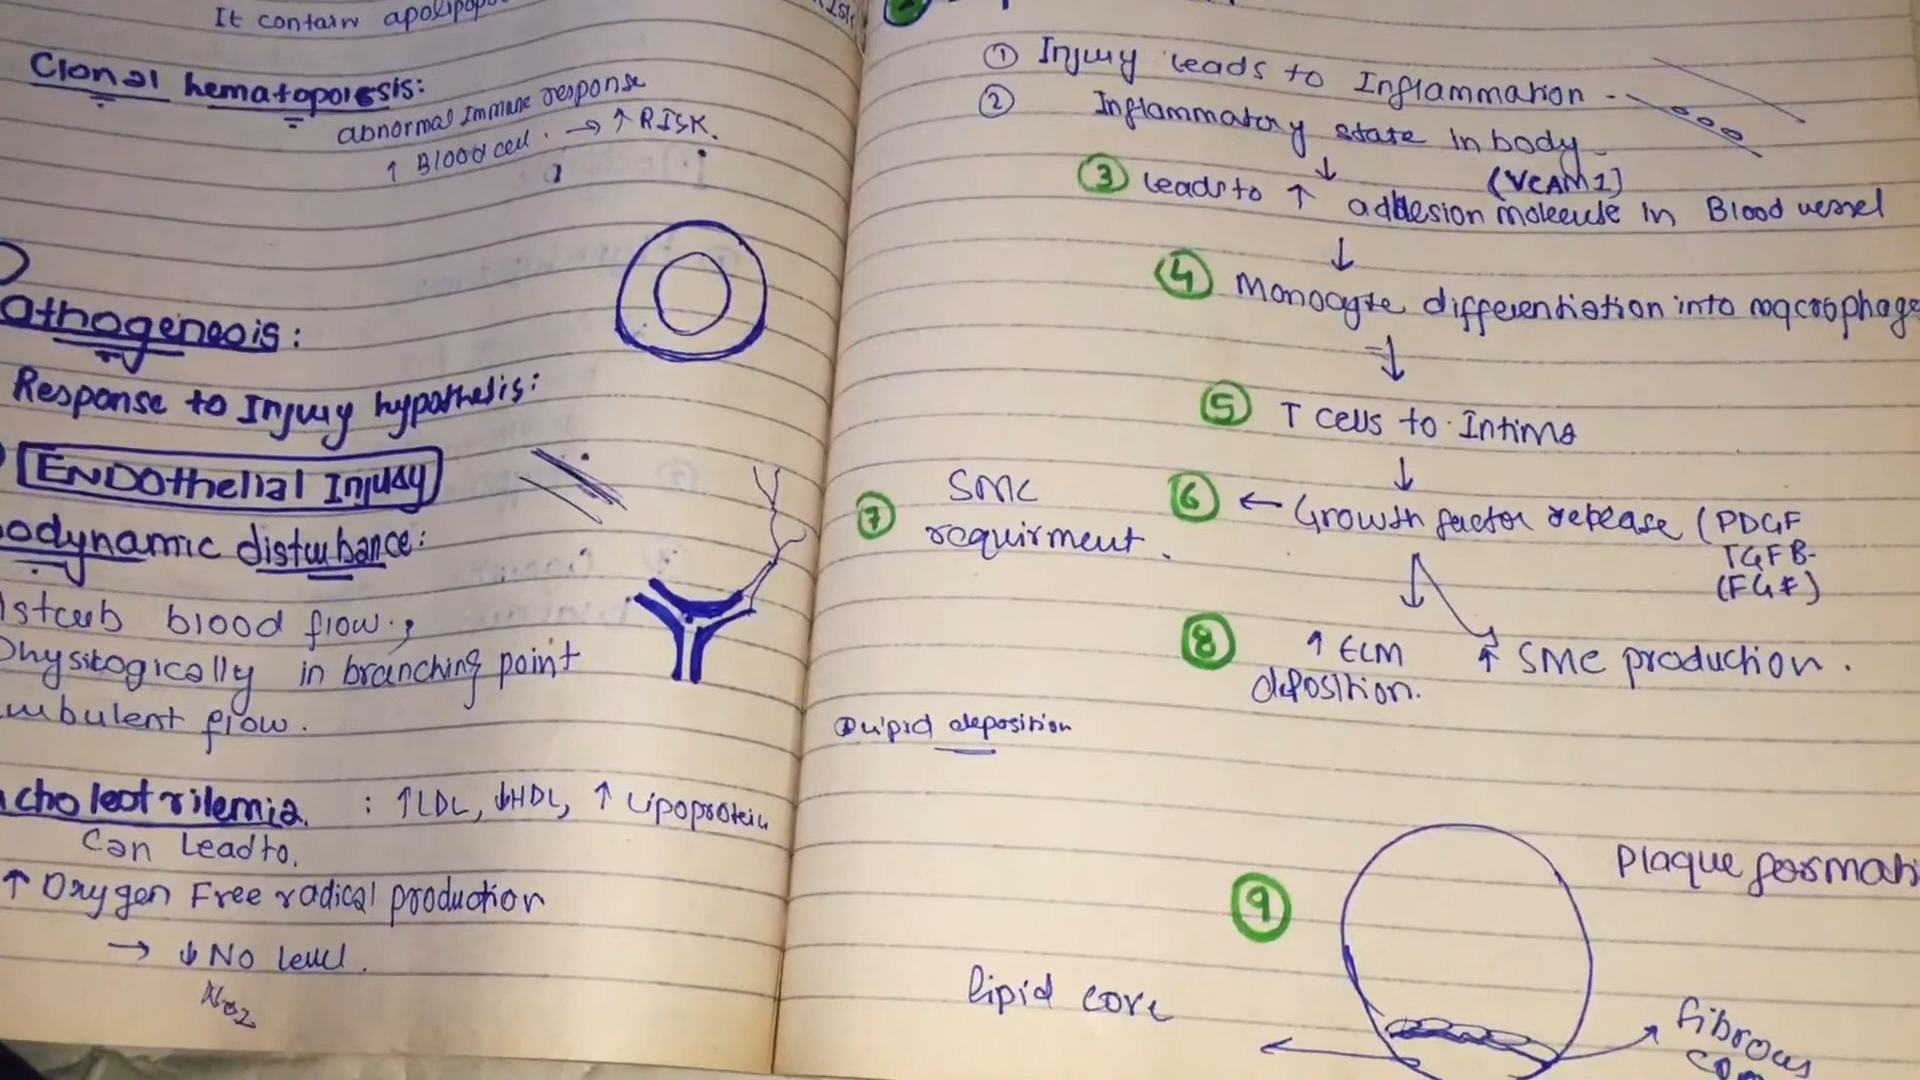 It contain
Clonal hematopoiesis:
abnormal Immune response
↑ Blood cell. → ↑ RISK.
athogenesis:
Response to Injury hypothesis:
ENDOthelial Injury
odynamic disturbance:
isturb blood flow.,
Physiologically in branching point
urbulent flow.
cholestrilemia : ↑LDL, ↓HDL, ↑ Lipoprotein
Can Lead to.
↑ Oxygen Free radical production
→ ↓ No level.
① Injury leads to Inflammation -
② Inflammatory state in body
↓ (VCAM1)
③ Leads to ↑ adhesion molecule in Blood vessel
↓
④ Monocyte differentiation into macrophage
↓
⑤ T cells to Intima
↓
⑥ ← Growth factor release (PDGF
TGFB-
(FGF)
⑦ SMC
requirment.
⑧ ↑ ECM ↑ SMC production.
deposition.
Lipid deposition
Plaque formati
⑨
lipid core
fibrous